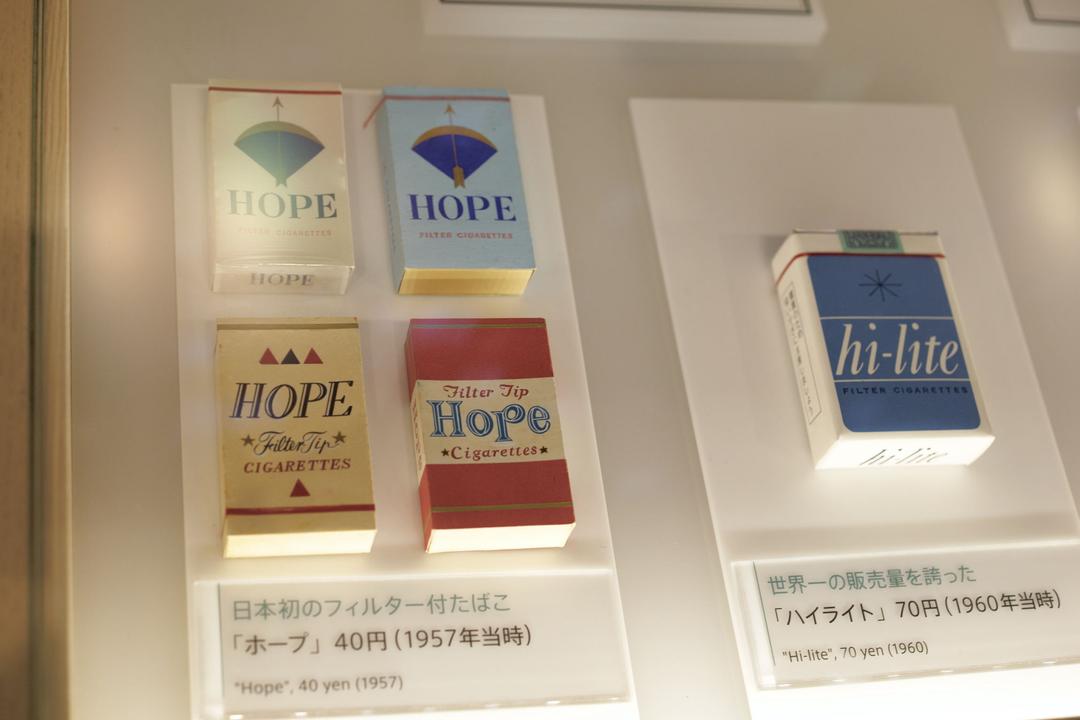 HOPE
FILTER CIGARETTES
HOPE
HOPE
FILTER CIGARETTES
HOPE
Filter Tip
CIGARETTES
Filter Tip
Hope
Cigarettes
日本初のフィルター付たばこ
「ホープ」 40円(1957年当時)
"Hope", 40 yen (1957)
hi-lite
FILTER CIGARETTES
hi-lite
世界一の販売量を誇った
「ハイライト」 70円(1960年当時)
"Hi-lite", 70 yen (1960)